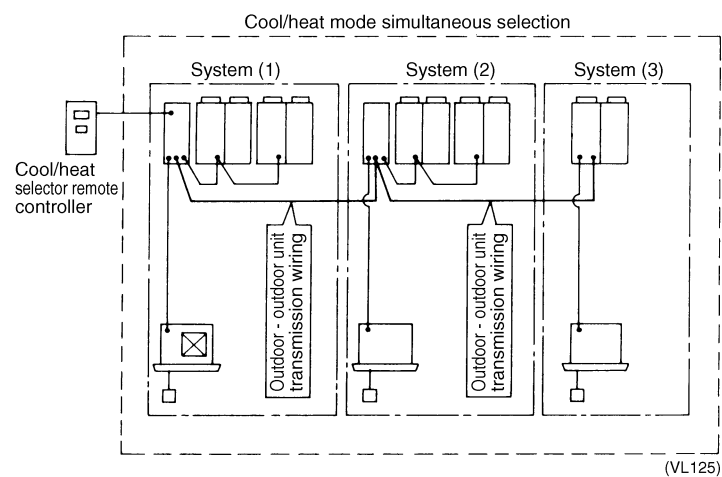 Cool/heat mode simultaneous selection
System (1)
System (2)
System (3)
Cool/heat
selector remote
controller
Outdoor - outdoor unit
transmission wiring
Outdoor - outdoor unit
transmission wiring
(VL125)